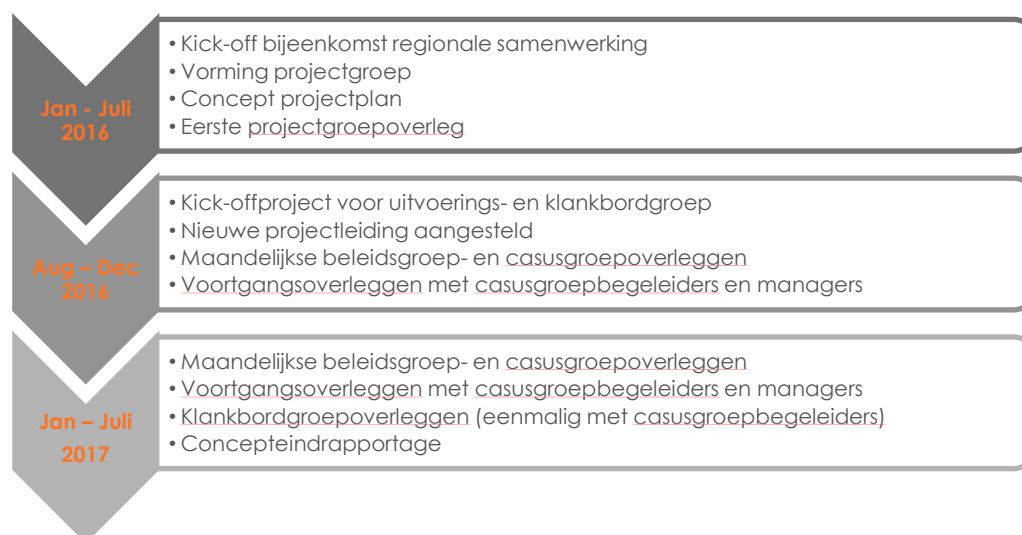 Jan - Juli
2016
• Kick-off bijeenkomst regionale samenwerking
• Vorming projectgroep
• Concept projectplan
• Eerste projectgroepoverleg
Aug – Dec
2016
• Kick-offproject voor uitvoerings- en klankbordgroep
• Nieuwe projectleiding aangesteld
• Maandelijkse beleidsgroep- en casusgroepoverleggen
• Voortgangsoverleggen met casusgroepbegeleiders en managers
Jan – Juli
2017
• Maandelijkse beleidsgroep- en casusgroepoverleggen
• Voortgangsoverleggen met casusgroepbegeleiders en managers
• Klankbordgroepoverleggen (eenmalig met casusgroepbegeleiders)
• Concepteindrapportage